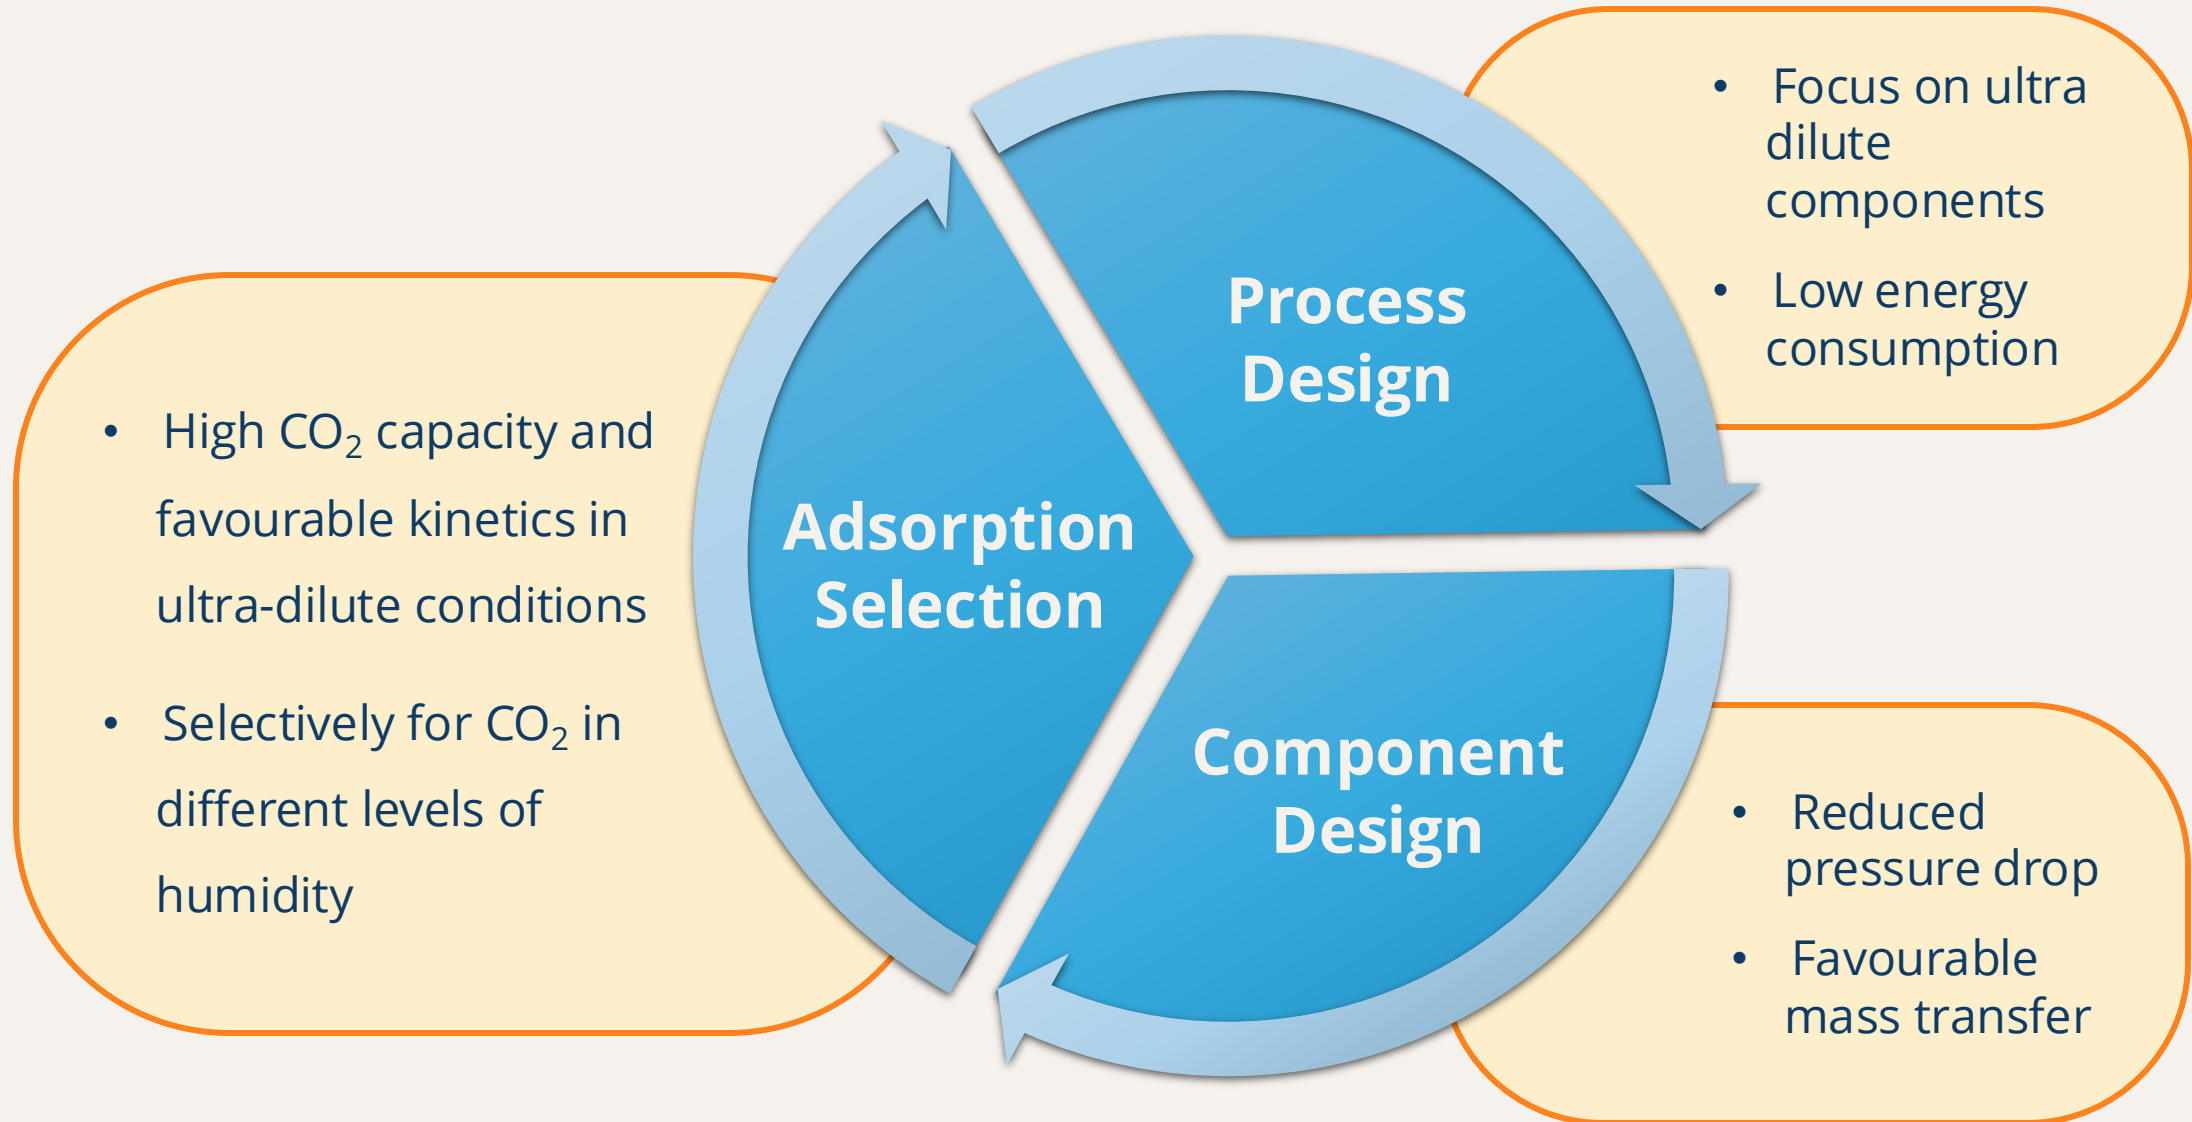 • Focus on ultra
dilute
components
• Low energy
consumption
Process
Design
• High CO₂ capacity and
favourable kinetics in
ultra-dilute conditions
• Selectively for CO₂ in
different levels of
humidity
Adsorption
Selection
Component
Design
• Reduced
pressure drop
• Favourable
mass transfer